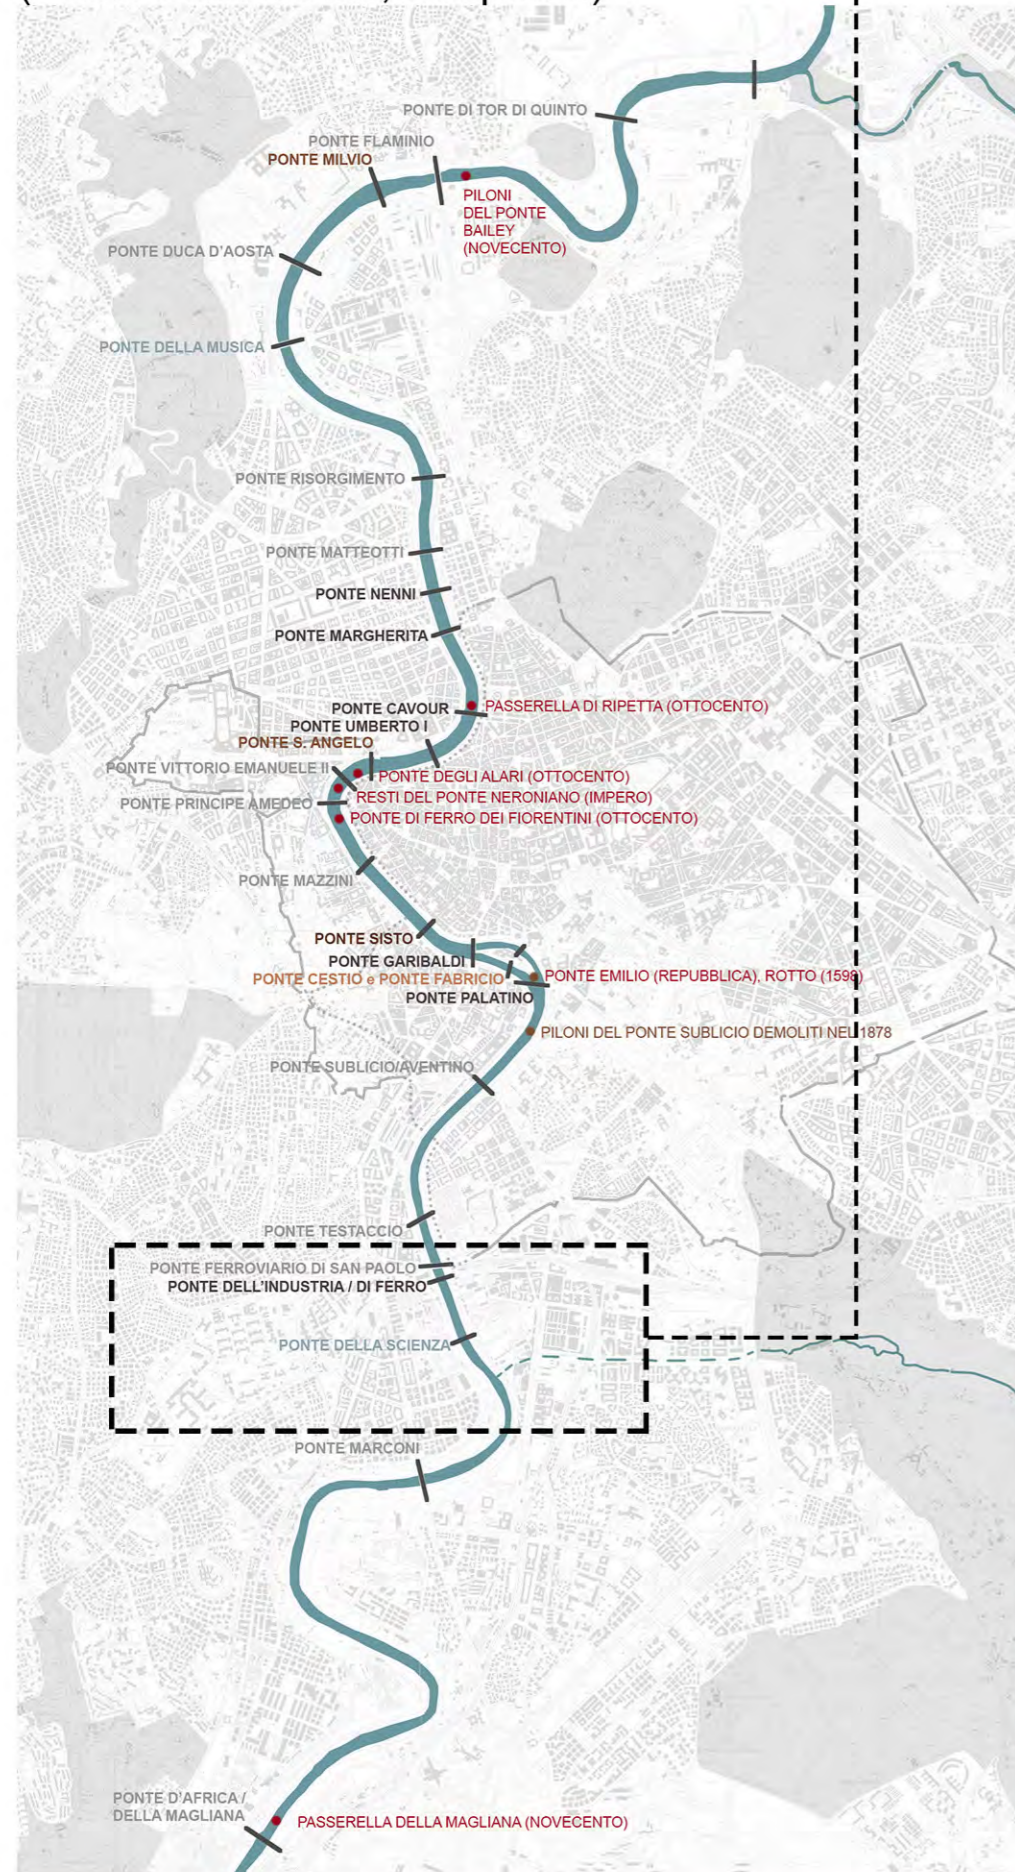 PONTE DI TOR DI QUINTO
PONTE FLAMINIO
PONTE MILVIO
PILONI
DEL PONTE
BAILEY
(NOVECENTO)
PONTE DUCA D'AOSTA
PONTE DELLA MUSICA
PONTE RISORGIMENTO
PONTE MATTEOTTI
PONTE NENNI
PONTE MARGHERITA
PONTE CAVOUR
PASSERELLA DI RIPETTA (OTTOCENTO)
PONTE UMBERTO I
PONTE S. ANGELO
PONTE VITTORIO EMANUELE II
PONTE DEGLI ALARI (OTTOCENTO)
RESTI DEL PONTE NERONIANO (IMPERO)
PONTE PRINCIPE AMEDEO
PONTE DI FERRO DEI FIORENTINI (OTTOCENTO)
PONTE MAZZINI
PONTE SISTO
PONTE GARIBALDI
PONTE CESTIO e PONTE FABRICIO
PONTE EMILIO (REPUBBLICA), ROTTO (1598)
PONTE PALATINO
PILONI DEL PONTE SUBLICIO DEMOLITI NEL 1878
PONTE SUBLICIO/AVENTINO
PONTE TESTACCIO
PONTE FERROVIARIO DI SAN PAOLO
PONTE DELL'INDUSTRIA / DI FERRO
PONTE DELLA SCIENZA
PONTE MARCONI
PONTE D'AFRICA /
DELLA MAGLIANA
PASSERELLA DELLA MAGLIANA (NOVECENTO)